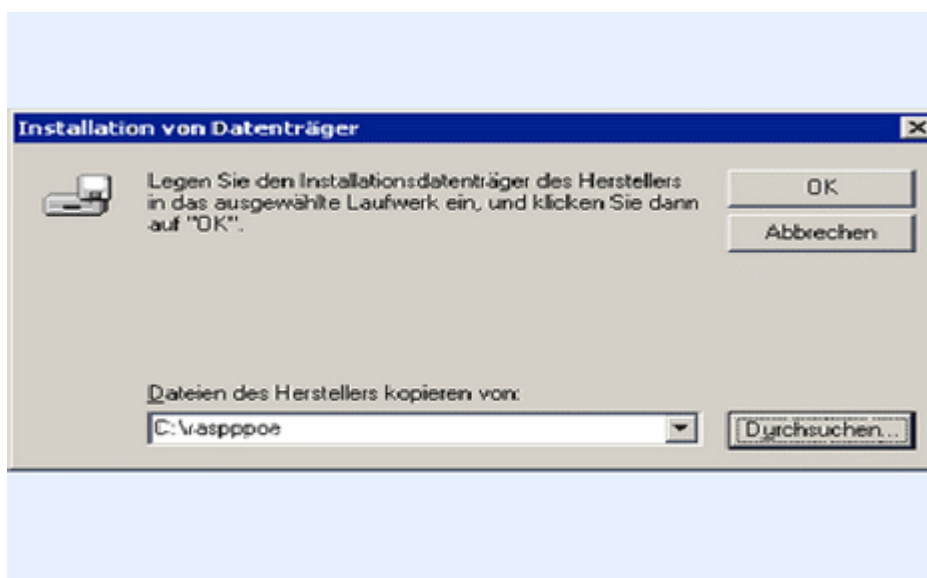 Installation von Datenträger
Legen Sie den Installationsdatenträger des Herstellers
in das ausgewählte Laufwerk ein, und klicken Sie dann
auf "OK".
OK
Abbrechen
Dateien des Herstellers kopieren von:
C:\raspppoe
Durchsuchen...